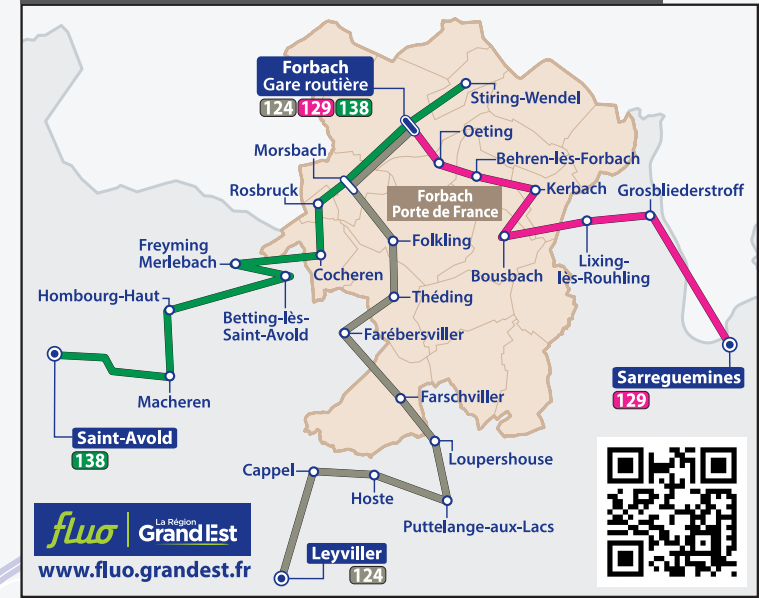 Forbach
Gare routière
124 129 138
Stiring-Wendel
Oeting
Morsbach
Behren-lès-Forbach
Rosbruck
Kerbach
Grosbliederstroff
Forbach
Porte de France
Freyming
Merlebach
Folkling
Cocheren
Bousbach
Lixing-
lès-Rouhling
Hombourg-Haut
Théding
Betting-lès-
Saint-Avold
Farébersviller
Sarreguemines
129
Macheren
Farschviller
Saint-Avold
138
Loupershouse
Cappel
Hoste
Puttelange-aux-Lacs
fluo
La Région
Grand Est
Leyviller
124
www.fluo.grandest.fr